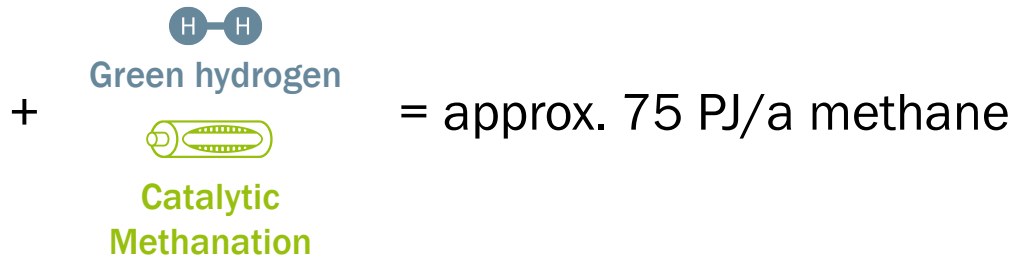 H H
Green hydrogen
+
= approx. 75 PJ/a methane
Catalytic
Methanation